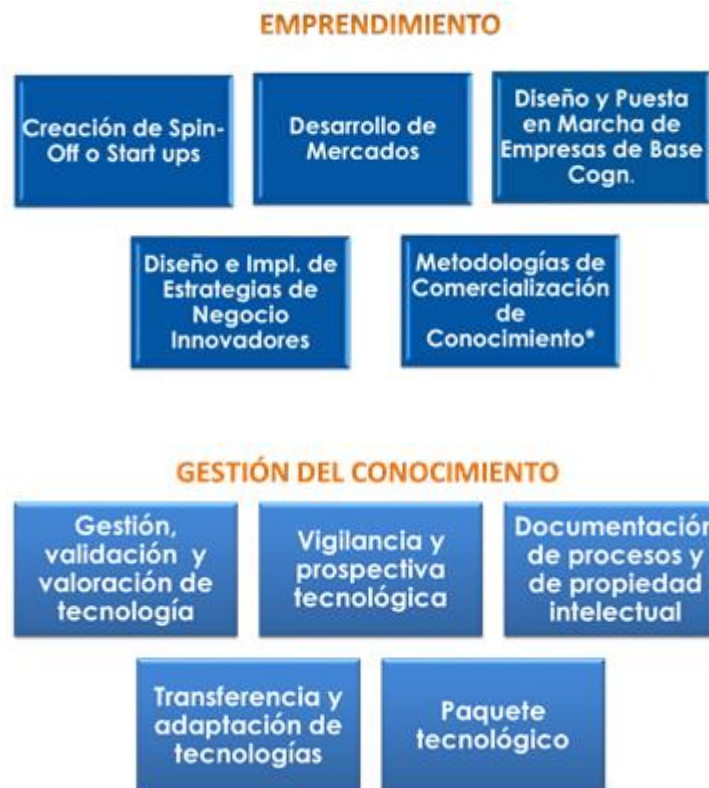 EMPRENDIMIENTO
Creación de Spin-
Off o Start ups
Desarrollo de
Mercados
Diseño y Puesta
en Marcha de
Empresas de Base
Cogn.
Diseño e Impl. de
Estrategias de
Negocio
Innovadores
Metodologías de
Comercialización
de
Conocimiento*
GESTIÓN DEL CONOCIMIENTO
Gestión,
validación y
valoración de
tecnología
Vigilancia y
prospectiva
tecnológica
Documentación
de procesos y
de propiedad
intelectual
Transferencia y
adaptación de
tecnologías
Paquete
tecnológico